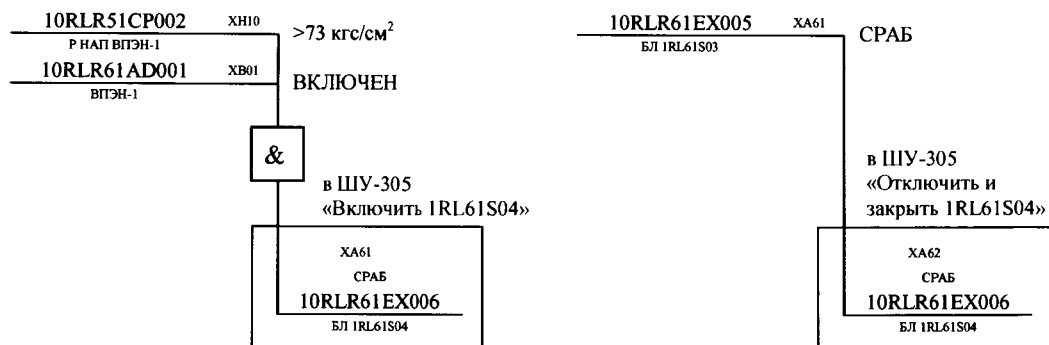 10RLR51CP002 XH10 >73 кгс/см²
Р НАП ВПЭН-1
10RLR61AD001 XB01 ВКЛЮЧЕН
ВПЭН-1
&
в ШУ-305
«Включить 1RL61S04»
XA61
СРАБ
10RLR61EX006
БЛ 1RL61S04
10RLR61EX005 XA61 СРАБ
БЛ 1RL61S03
в ШУ-305
«Отключить и
закрыть 1RL61S04»
XA62
СРАБ
10RLR61EX006
БЛ 1RL61S04